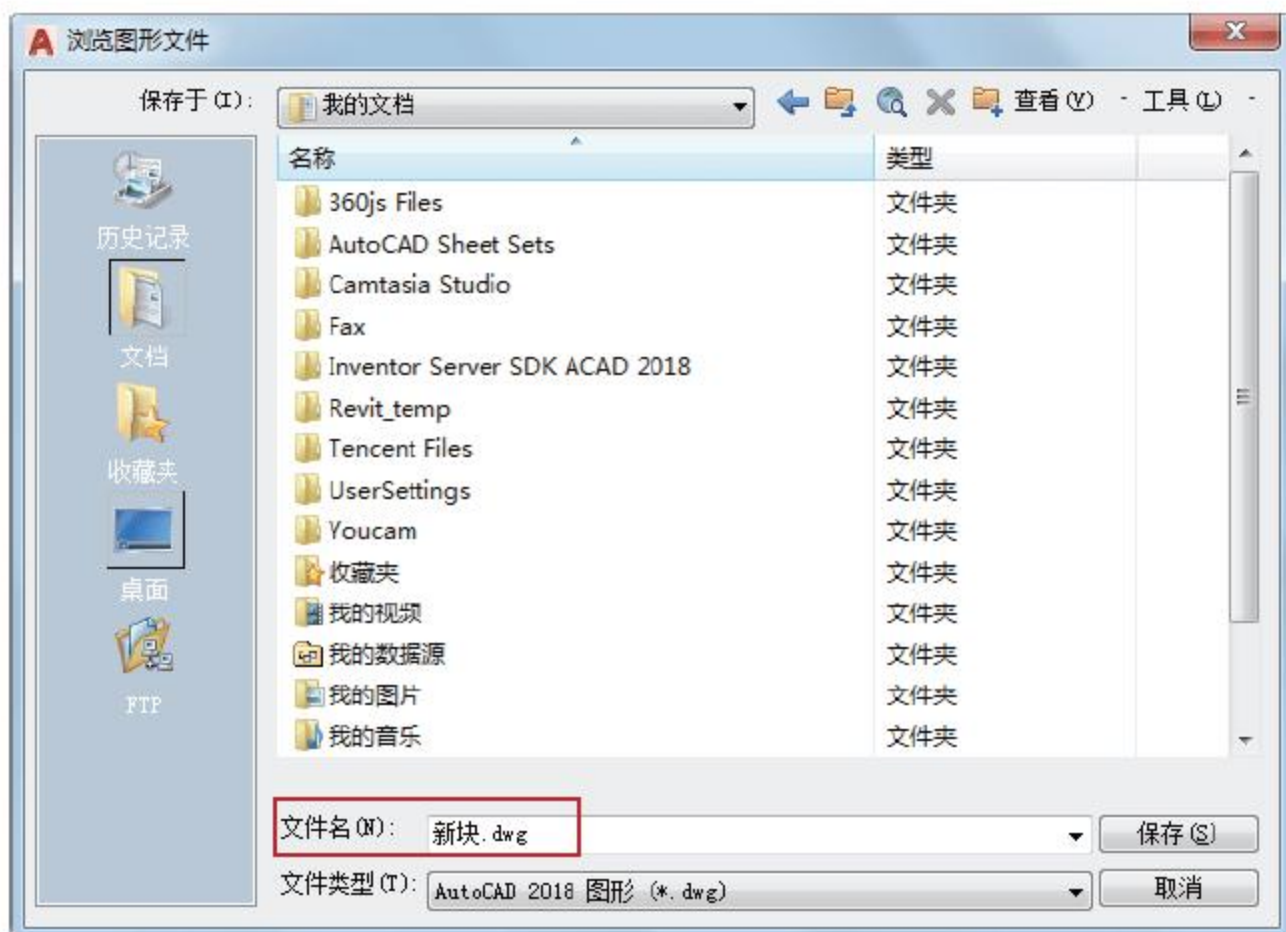 浏览图形文件
保存于(I): 我的文档 查看(V) 工具(L)
名称 类型
历史记录
文档
收藏夹
桌面
FTP
360js Files 文件夹
AutoCAD Sheet Sets 文件夹
Camtasia Studio 文件夹
Fax 文件夹
Inventor Server SDK ACAD 2018 文件夹
Revit_temp 文件夹
Tencent Files 文件夹
UserSettings 文件夹
Youcam 文件夹
收藏夹 文件夹
我的视频 文件夹
我的数据源 文件夹
我的图片 文件夹
我的音乐 文件夹
文件名(N): 新块.dwg 保存(S)
文件类型(T): AutoCAD 2018 图形 (*.dwg) 取消